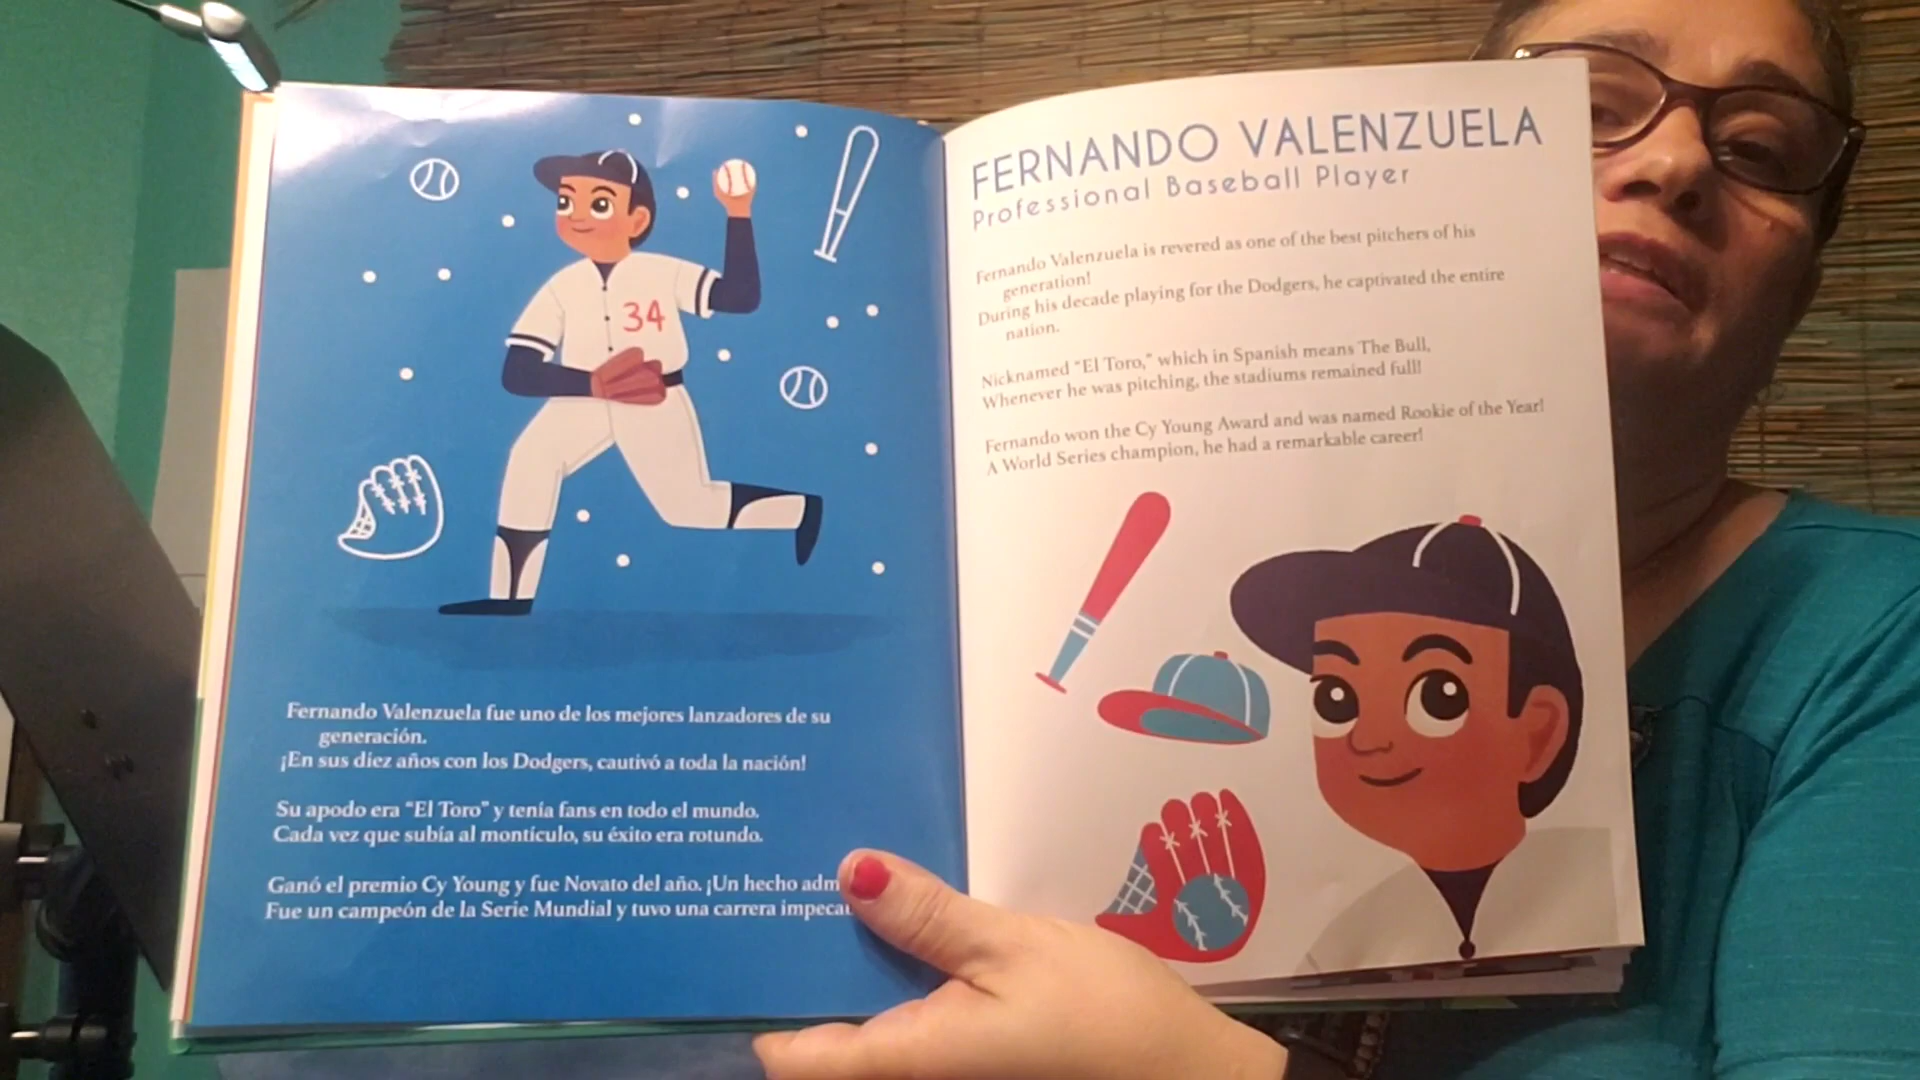 34
Fernando Valenzuela fue uno de los mejores lanzadores de su
generación.
¡En sus diez años con los Dodgers, cautivó a toda la nación!
Su apodo era “El Toro” y tenía fans en todo el mundo.
Cada vez que subía al montículo, su éxito era rotundo.
Ganó el premio Cy Young y fue Novato del año. ¡Un hecho
Fue un campeón de la Serie Mundial y tuvo una carrera
FERNANDO VALENZUELA
Professional Baseball Player
Fernando Valenzuela is revered as one of the best pitchers of his
generation!
During his decade playing for the Dodgers, he captivated the entire
nation.
Nicknamed “El Toro,” which in Spanish means The Bull,
Whenever he was pitching, the stadiums remained full!
Fernando won the Cy Young Award and was named Rookie of the Year!
A World Series champion, he had a remarkable career!